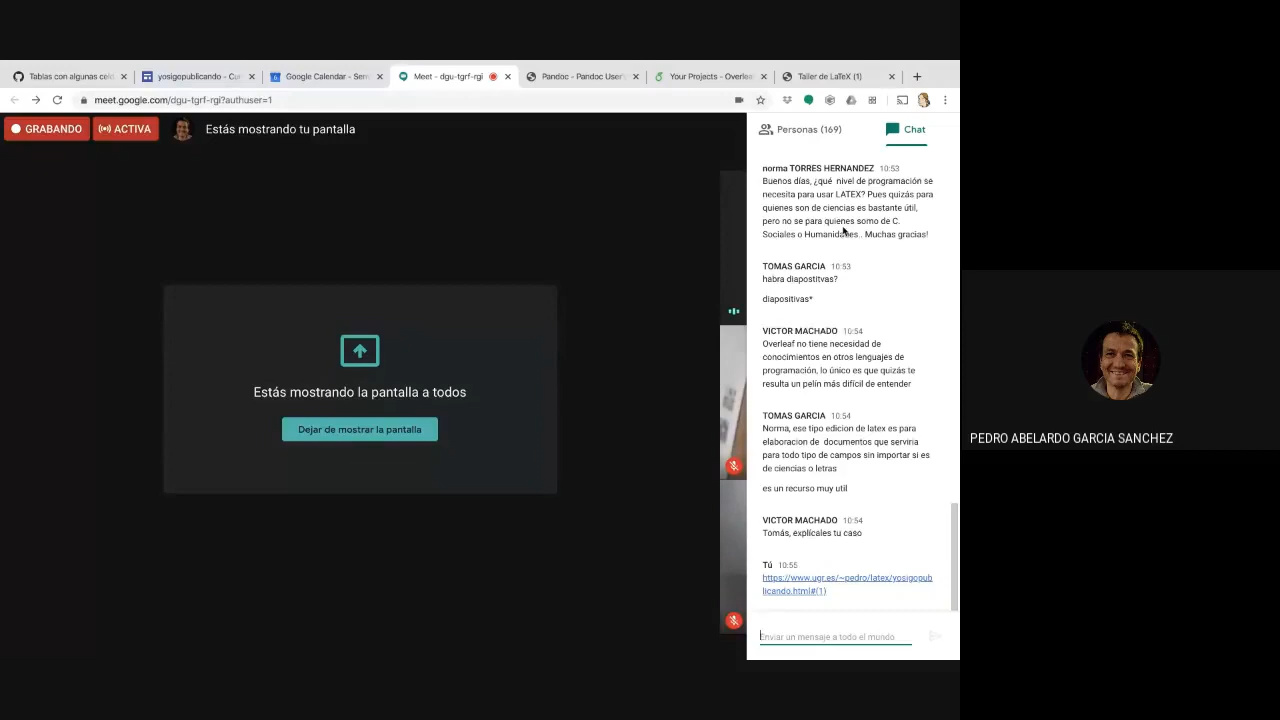 Tablas con algunas celd
yosigopublicando - Cu
Google Calendar - Sem
Meet - dgu-tgrf-rgi
Pandoc - Pandoc User'
Your Projects - Overlea
Taller de LaTeX (1)
meet.google.com/dgu-tgrf-rgi?authuser=1
GRABANDO
ACTIVA
Estás mostrando tu pantalla
Personas (169)
Chat
norma TORRES HERNANDEZ 10:53
Buenos días, ¿qué nivel de programación se
necesita para usar LATEX? Pues quizás para
quienes son de ciencias es bastante útil,
pero no se para quienes somo de C.
Sociales o Humanidades.. Muchas gracias!
TOMAS GARCIA 10:53
habra diapostitvas?
diapositivas*
VICTOR MACHADO 10:54
Overleaf no tiene necesidad de
conocimientos en otros lenguajes de
programación, lo único es que quizás te
resulta un pelín más difícil de entender
TOMAS GARCIA 10:54
Norma, ese tipo edicion de latex es para
elaboracion de documentos que serviria
para todo tipo de campos sin importar si es
de ciencias o letras
es un recurso muy util
VICTOR MACHADO 10:54
Tomás, explícales tu caso
Tú 10:55
https://www.ugr.es/~pedro/latex/yosigopub
licando.html#(1)
Enviar un mensaje a todo el mundo
Estás mostrando la pantalla a todos
Dejar de mostrar la pantalla
PEDRO ABELARDO GARCIA SANCHEZ